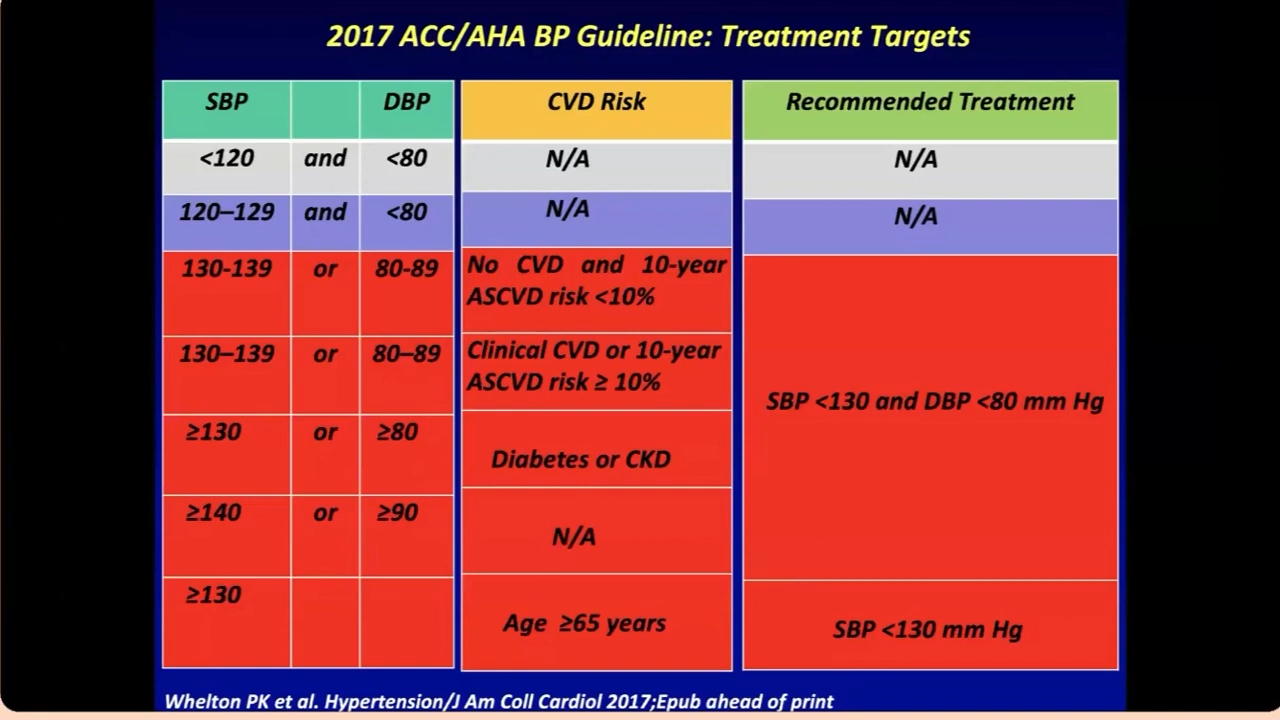 2017 ACC/AHA BP Guideline: Treatment Targets
SBP DBP CVD Risk Recommended Treatment
<120 and <80 N/A N/A
120–129 and <80 N/A N/A
130-139 or 80-89 No CVD and 10-year
ASCVD risk <10%
130–139 or 80–89 Clinical CVD or 10-year
ASCVD risk ≥ 10%
SBP <130 and DBP <80 mm Hg
≥130 or ≥80 Diabetes or CKD
≥140 or ≥90 N/A
≥130 Age ≥65 years SBP <130 mm Hg
Whelton PK et al. Hypertension/J Am Coll Cardiol 2017;Epub ahead of print